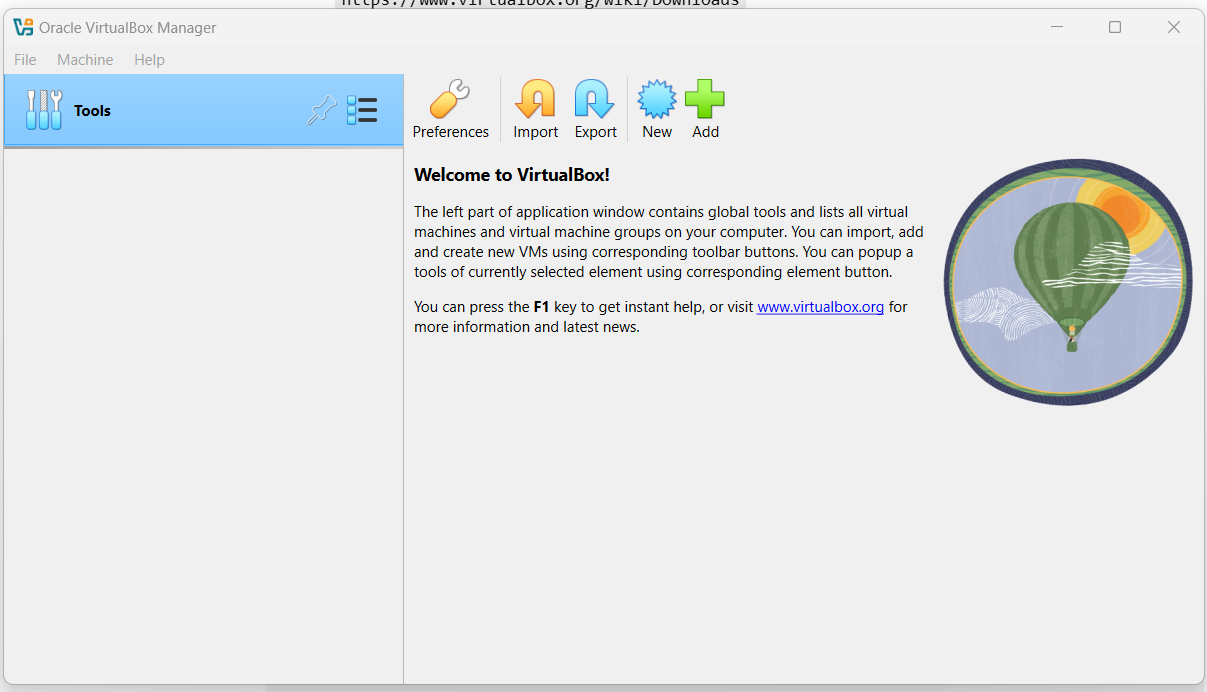 https://www.virtualbox.org/wiki/Downloads
Oracle VirtualBox Manager
File Machine Help
Tools
Preferences Import Export New Add
Welcome to VirtualBox!
The left part of application window contains global tools and lists all virtual
machines and virtual machine groups on your computer. You can import, add
and create new VMs using corresponding toolbar buttons. You can popup a
tools of currently selected element using corresponding element button.
You can press the F1 key to get instant help, or visit www.virtualbox.org for
more information and latest news.